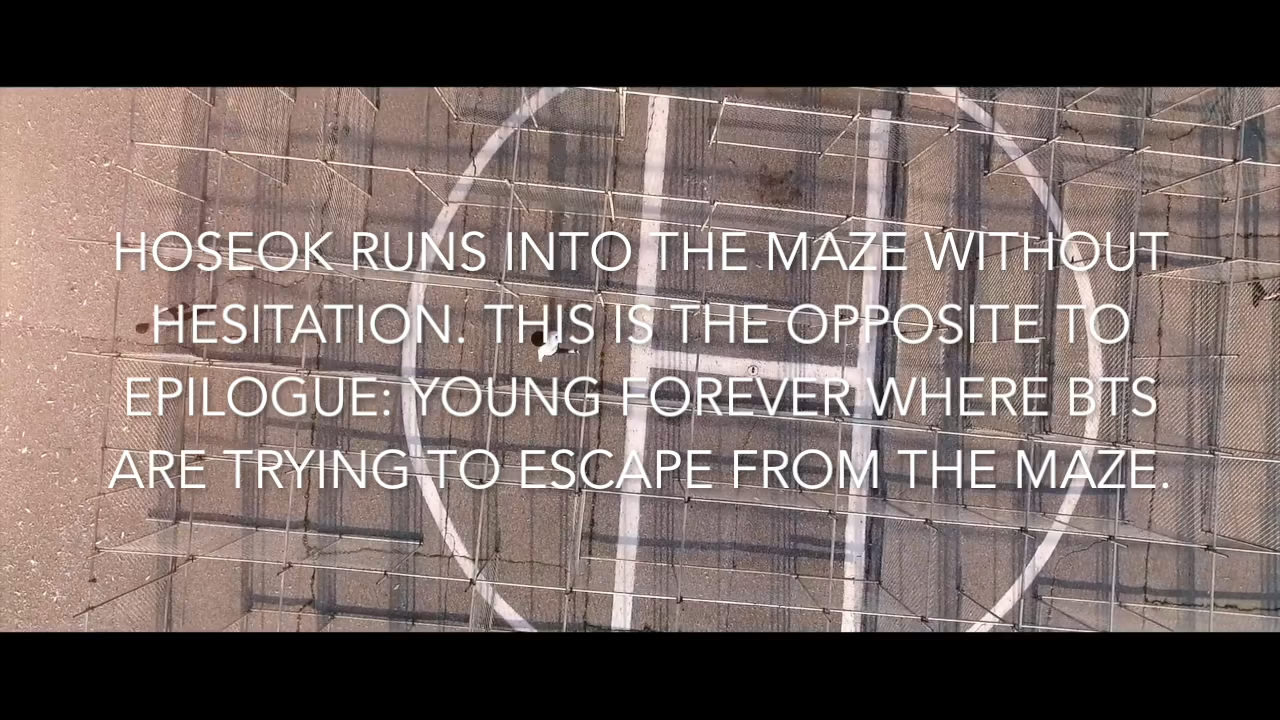 HOSEOK RUNS INTO THE MAZE WITHOUT
HESITATION. THIS IS THE OPPOSITE TO
EPILOGUE: YOUNG FOREVER WHERE BTS
ARE TRYING TO ESCAPE FROM THE MAZE.